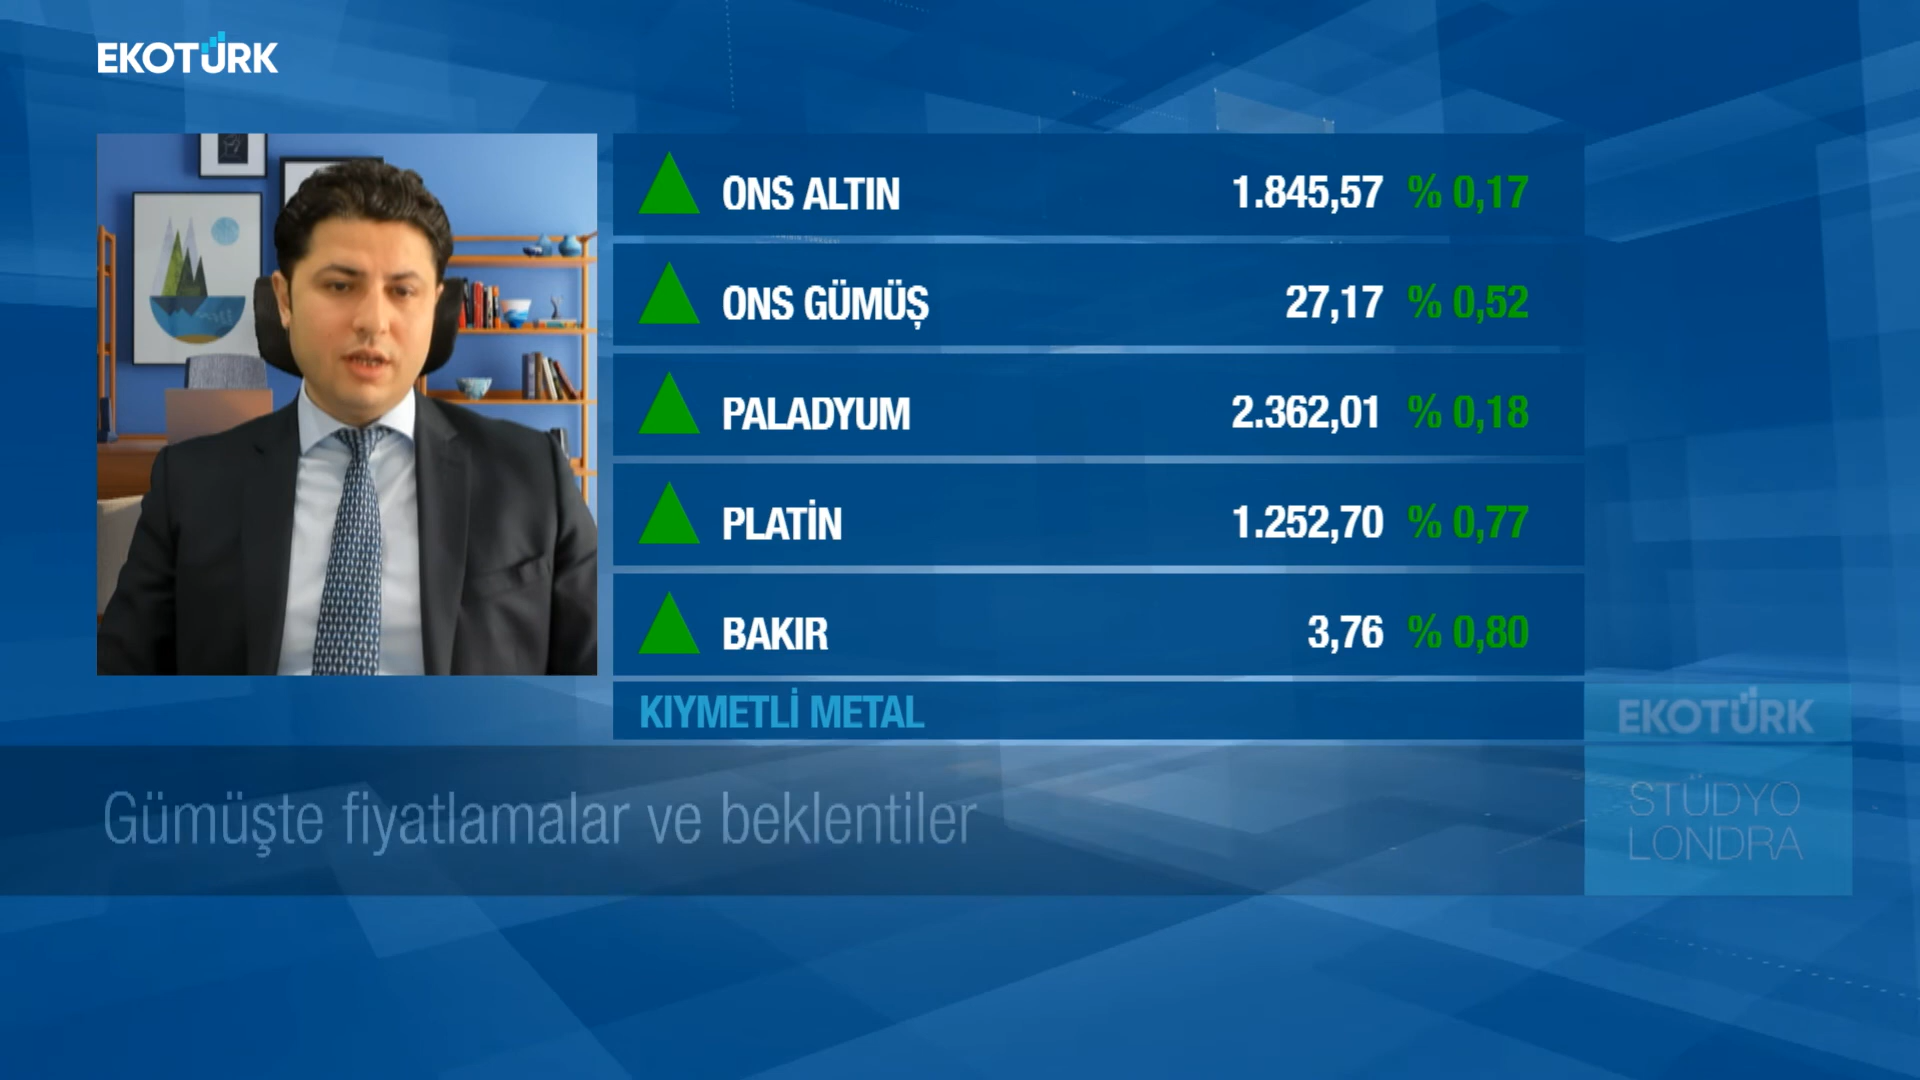 EKOTÜRK
ONS ALTIN 1.845,57 % 0,17
ONS GÜMÜŞ 27,17 % 0,52
PALADYUM 2.362,01 % 0,18
PLATİN 1.252,70 % 0,77
BAKIR 3,76 % 0,80
KIYMETLİ METAL
EKOTÜRK
Gümüşte fiyatlamalar ve beklentiler
STÜDYO
LONDRA